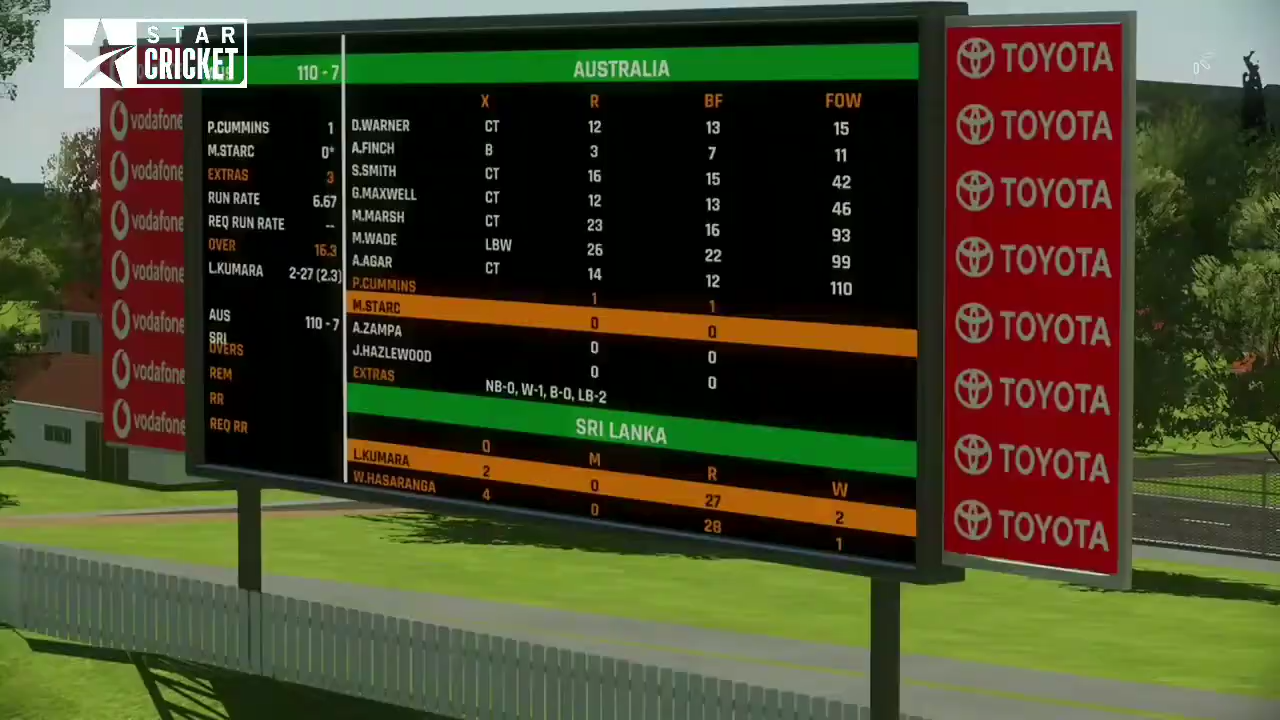 STAR
CRICKET
110 - 7
P.CUMMINS 1
M.STARC 0*
EXTRAS 3
RUN RATE 6.67
REQ RUN RATE --
OVER 16.3
L.KUMARA 2-27 (2.3)
AUS 110 - 7
SRI
OVERS
REM
RR
REQ RR
AUSTRALIA
X R BF FOW
D.WARNER CT 12 13 15
A.FINCH B 3 7 11
S.SMITH CT 16 15 42
G.MAXWELL CT 12 13 46
M.MARSH CT 23 16 93
M.WADE LBW 26 22 99
A.AGAR CT 14 12 110
P.CUMMINS 1 1
M.STARC 0 0
A.ZAMPA 0 0
J.HAZLEWOOD 0 0
EXTRAS NB-0, W-1, B-0, LB-2
SRI LANKA
O M R W
L.KUMARA 2 0 27 2
W.HASARANGA 4 0 28 1
vodafone
vodafone
vodafone
vodafone
vodafone
vodafone
vodafone
TOYOTA
TOYOTA
TOYOTA
TOYOTA
TOYOTA
TOYOTA
TOYOTA
TOYOTA